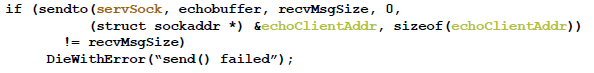 if (sendto(servSock, echobuffer, recvMsgSize, 0,
(struct sockaddr *) &echoClientAddr, sizeof(echoClientAddr))
!= recvMsgSize)
DieWithError(“send() failed”);